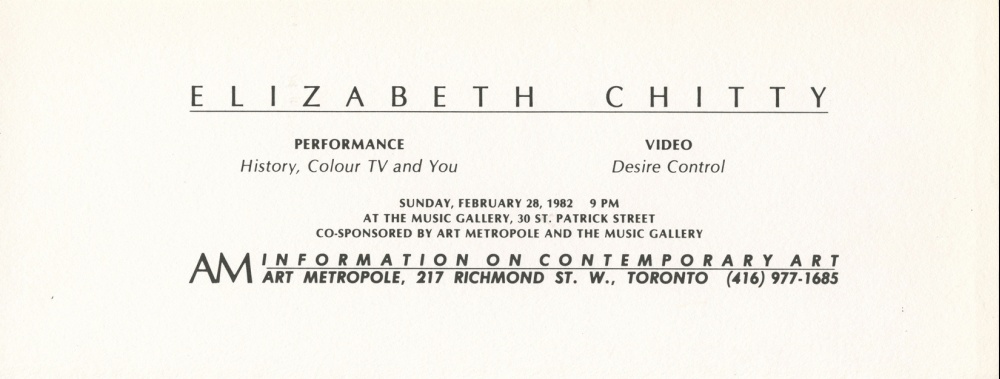 ELIZABETH CHITTY
PERFORMANCE
History, Colour TV and You
VIDEO
Desire Control
SUNDAY, FEBRUARY 28, 1982 9 PM
AT THE MUSIC GALLERY, 30 ST. PATRICK STREET
CO-SPONSORED BY ART METROPOLE AND THE MUSIC GALLERY
AM
INFORMATION ON CONTEMPORARY ART
ART METROPOLE, 217 RICHMOND ST. W., TORONTO (416) 977-1685